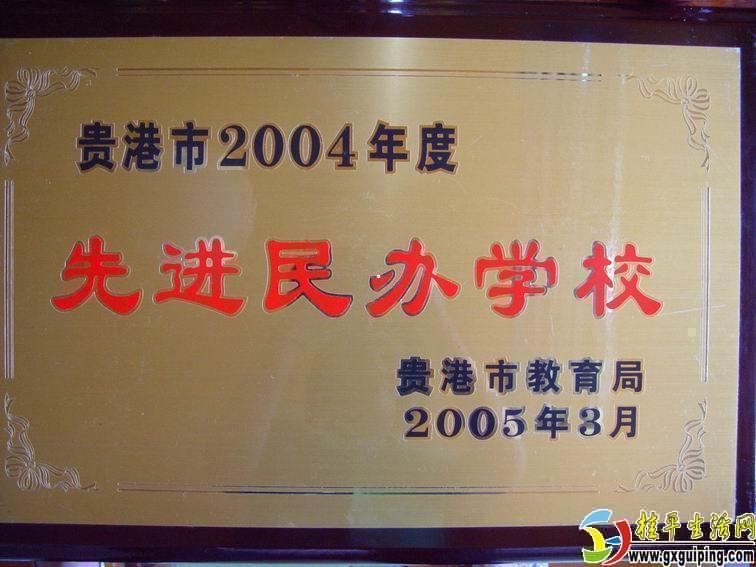 贵港市2004年度
先进民办学校
贵港市教育局
2005年3月
桂平生活网
www.gxguiping.com